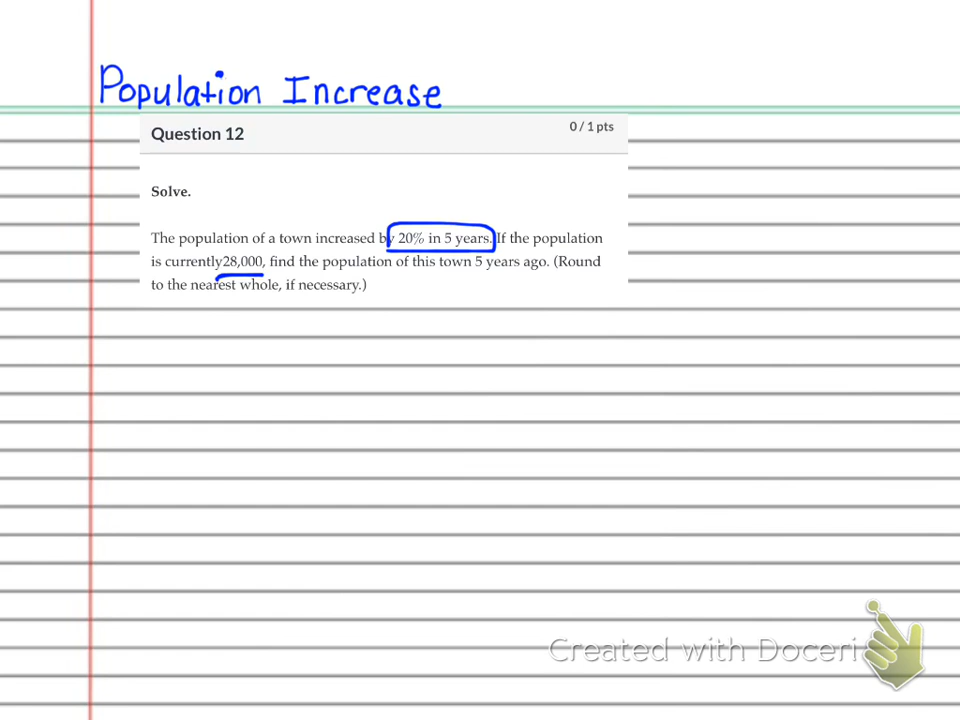 Population Increase
Question 12
0 / 1 pts
Solve.
The population of a town increased by 20% in 5 years. If the population
is currently28,000, find the population of this town 5 years ago. (Round
to the nearest whole, if necessary.)
Created with Doceri